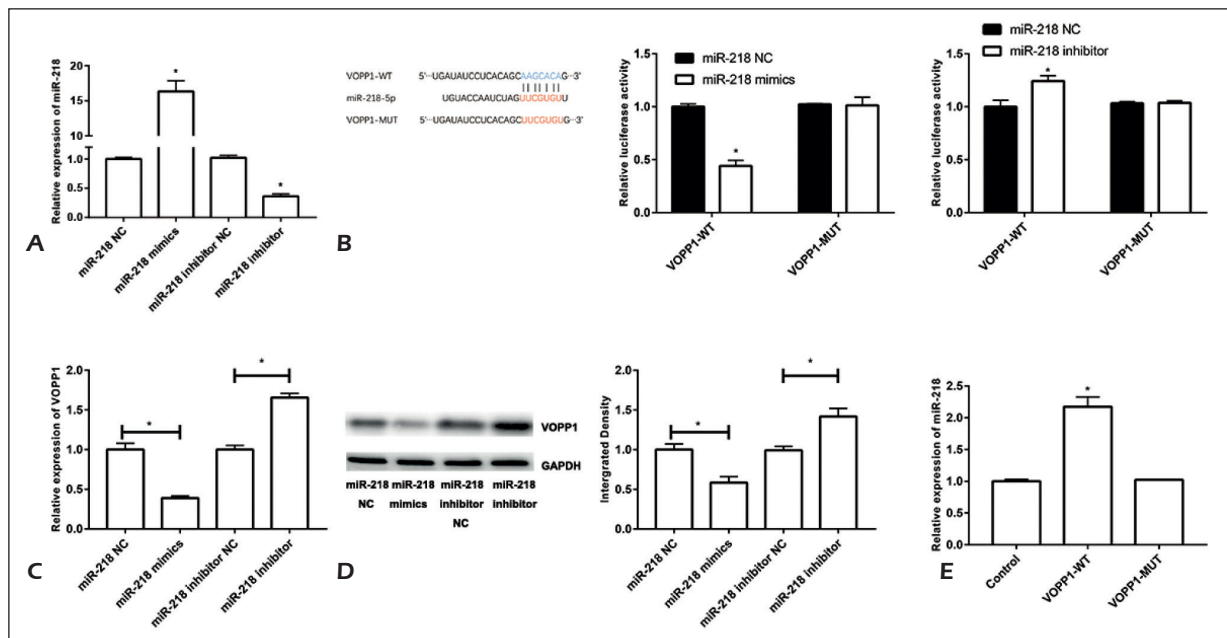 Relative expression of miR-218
20
15
10
1.0
0.5
0.0
*
*
miR-218 NC
miR-218 mimics
miR-218 inhibitor NC
miR-218 inhibitor
A
VOPP1-WT 5'···UGAUAUCCUCACAGCAAGCACAG···3'
miR-218-5p UGUACCAAUCUAGUUCGUGUU
VOPP1-MUT 5'···UGAUAUCCUCACAGCUUCGUGUG···3'
B
miR-218 NC
miR-218 mimics
Relative luciferase activity
1.5
1.0
0.5
0.0
*
VOPP1-WT
VOPP1-MUT
miR-218 NC
miR-218 inhibitor
Relative luciferase activity
1.5
1.0
0.5
0.0
*
VOPP1-WT
VOPP1-MUT
Relative expression of VOPP1
2.0
1.5
1.0
0.5
0.0
*
*
miR-218 NC
miR-218 mimics
miR-218 inhibitor NC
miR-218 inhibitor
C
VOPP1
GAPDH
miR-218 miR-218 miR-218 miR-218
NC mimics inhibitor inhibitor
NC
D
Intergrated Density
2.0
1.5
1.0
0.5
0.0
*
*
miR-218 NC
miR-218 mimics
miR-218 inhibitor NC
miR-218 inhibitor
Relative expression of miR-218
2.5
2.0
1.5
1.0
0.5
0.0
*
Control
VOPP1-WT
VOPP1-MUT
E